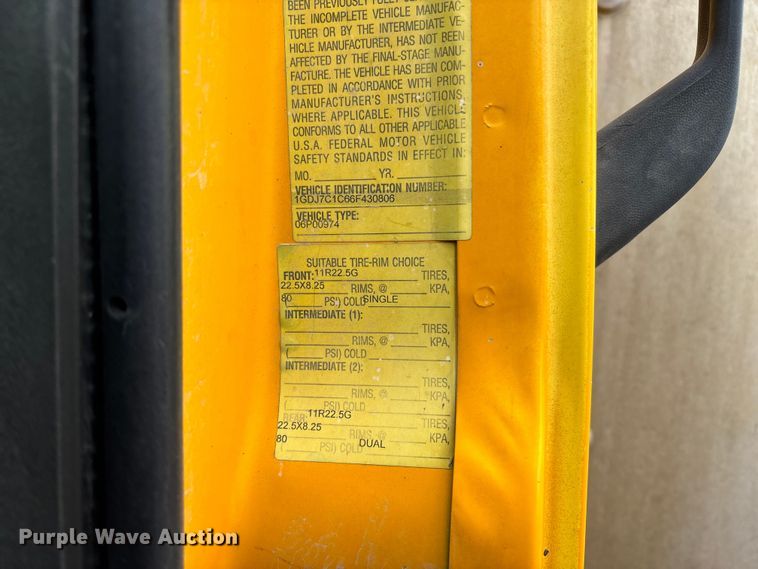 BEEN PREVIOUSLY FULLY
THE INCOMPLETE VEHICLE MANUFAC-
TURER OR BY THE INTERMEDIATE VE-
HICLE MANUFACTURER, HAS NOT BEEN
AFFECTED BY THE FINAL-STAGE MANU-
FACTURE. THE VEHICLE HAS BEEN COM-
PLETED IN ACCORDANCE WITH PRIOR
MANUFACTURER'S INSTRUCTIONS,
WHERE APPLICABLE. THIS VEHICLE
CONFORMS TO ALL OTHER APPLICABLE
U.S.A. FEDERAL MOTOR VEHICLE
SAFETY STANDARDS IN EFFECT IN:
MO. YR.
VEHICLE IDENTIFICATION NUMBER:
1GDJ7C1C66F430806
VEHICLE TYPE:
06P00974
SUITABLE TIRE-RIM CHOICE
FRONT: 11R22.5G TIRES,
22.5X8.25 RIMS, @ KPA,
80 PSI) COLD SINGLE
INTERMEDIATE (1):
TIRES,
RIMS, @ KPA,
( PSI) COLD
INTERMEDIATE (2):
TIRES,
RIMS, @ KPA,
( PSI) COLD
REAR: 11R22.5G TIRES,
22.5X8.25 RIMS, @ KPA,
80 PSI) COLD DUAL
Purple Wave Auction®